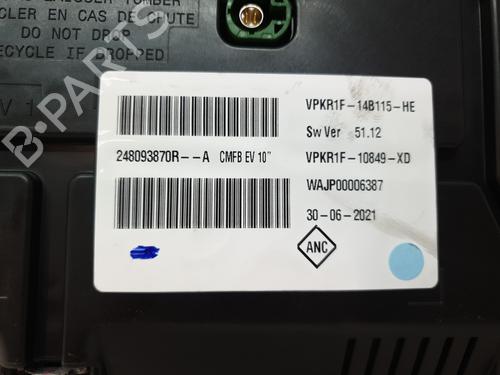 CLER EN CAS DE CHUTE
DO NOT DROP
RECYCLE IF DROPPED
VPKR1F-14B115-HE
Sw Ver 51.12
248093870R--A CMFB EV 10"
VPKR1F-10849-XD
WAJP00006387
30-06-2021
ANC
B-PARTS